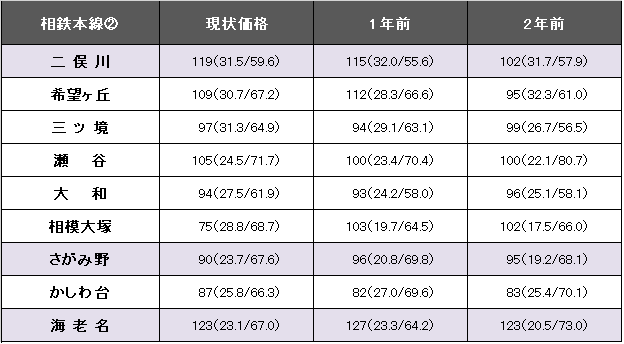 相鉄本線② 現状価格 1年前 2年前
二俣川 119(31.5/59.6) 115(32.0/55.6) 102(31.7/57.9)
希望ヶ丘 109(30.7/67.2) 112(28.3/66.6) 95(32.3/61.0)
三ッ境 97(31.3/64.9) 94(29.1/63.1) 99(26.7/56.5)
瀬谷 105(24.5/71.7) 100(23.4/70.4) 100(22.1/80.7)
大和 94(27.5/61.9) 93(24.2/58.0) 96(25.1/58.1)
相模大塚 75(28.8/68.7) 103(19.7/64.5) 102(17.5/66.0)
さがみ野 90(23.7/67.6) 96(20.8/69.8) 95(19.2/68.1)
かしわ台 87(25.8/66.3) 82(27.0/69.6) 83(25.4/70.1)
海老名 123(23.1/67.0) 127(23.3/64.2) 123(20.5/73.0)